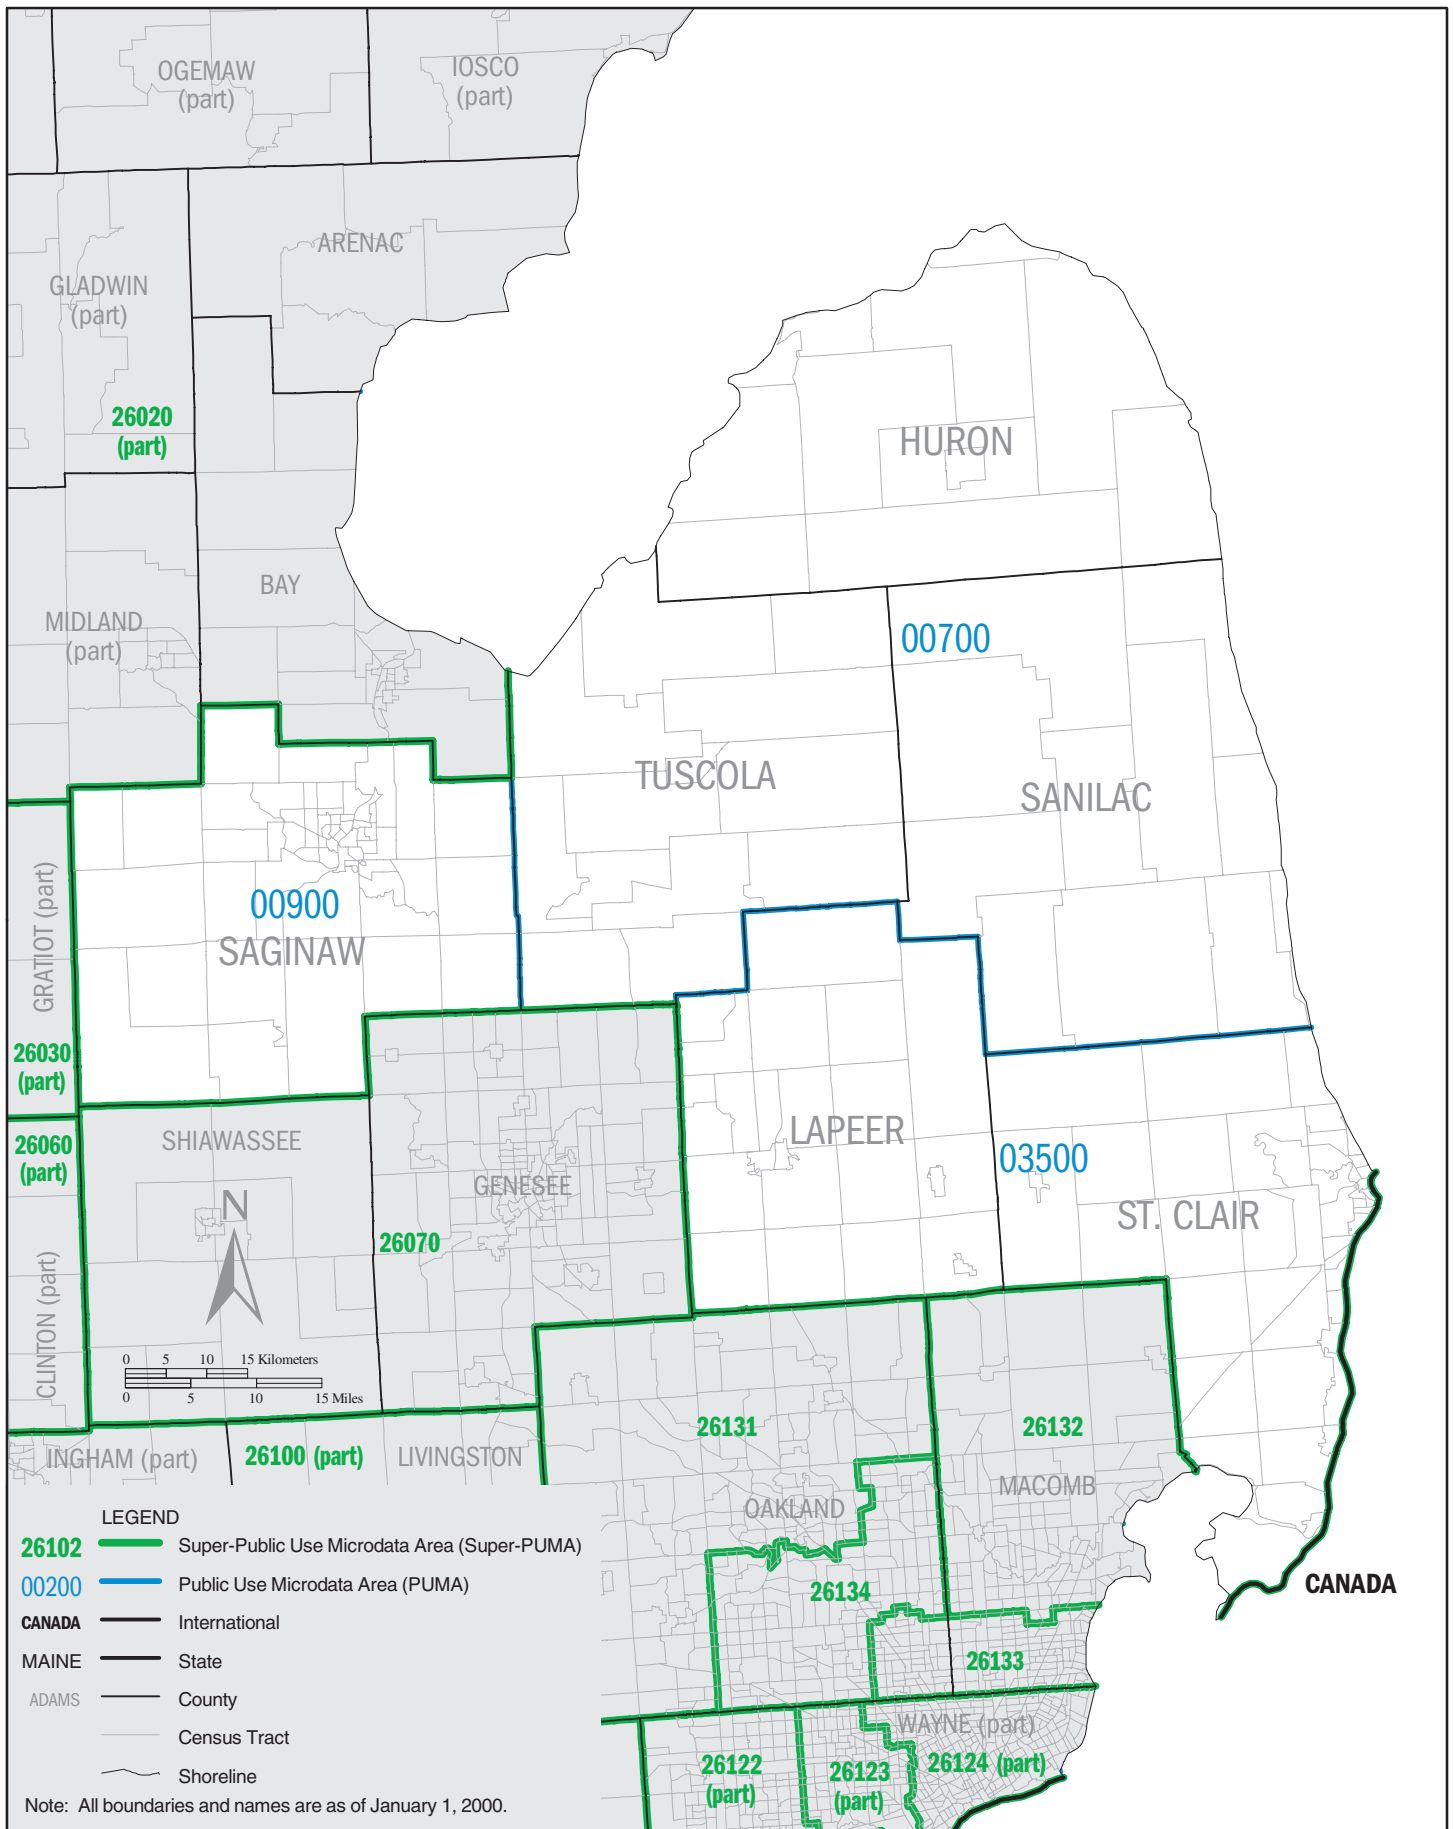 OGEMAW
(part)
IOSCO
(part)
ARENAC
GLADWIN
(part)
26020
(part)
HURON
BAY
MIDLAND
(part)
00700
TUSCOLA
SANILAC
00900
SAGINAW
GRATIOT (part)
26030
(part)
LAPEER
03500
SHIAWASSEE
26060
(part)
GENESEE
N
ST. CLAIR
26070
CLINTON (part)
0 5 10 15 Kilometers
0 5 10 15 Miles
26131
26132
INGHAM (part)
26100 (part)
LIVINGSTON
MACOMB
OAKLAND
LEGEND
26102 Super-Public Use Microdata Area (Super-PUMA)
00200 Public Use Microdata Area (PUMA)
CANADA International
MAINE State
ADAMS County
Census Tract
Shoreline
Note: All boundaries and names are as of January 1, 2000.
26134
CANADA
26133
WAYNE (part)
26122
(part)
26123
(part)
26124 (part)